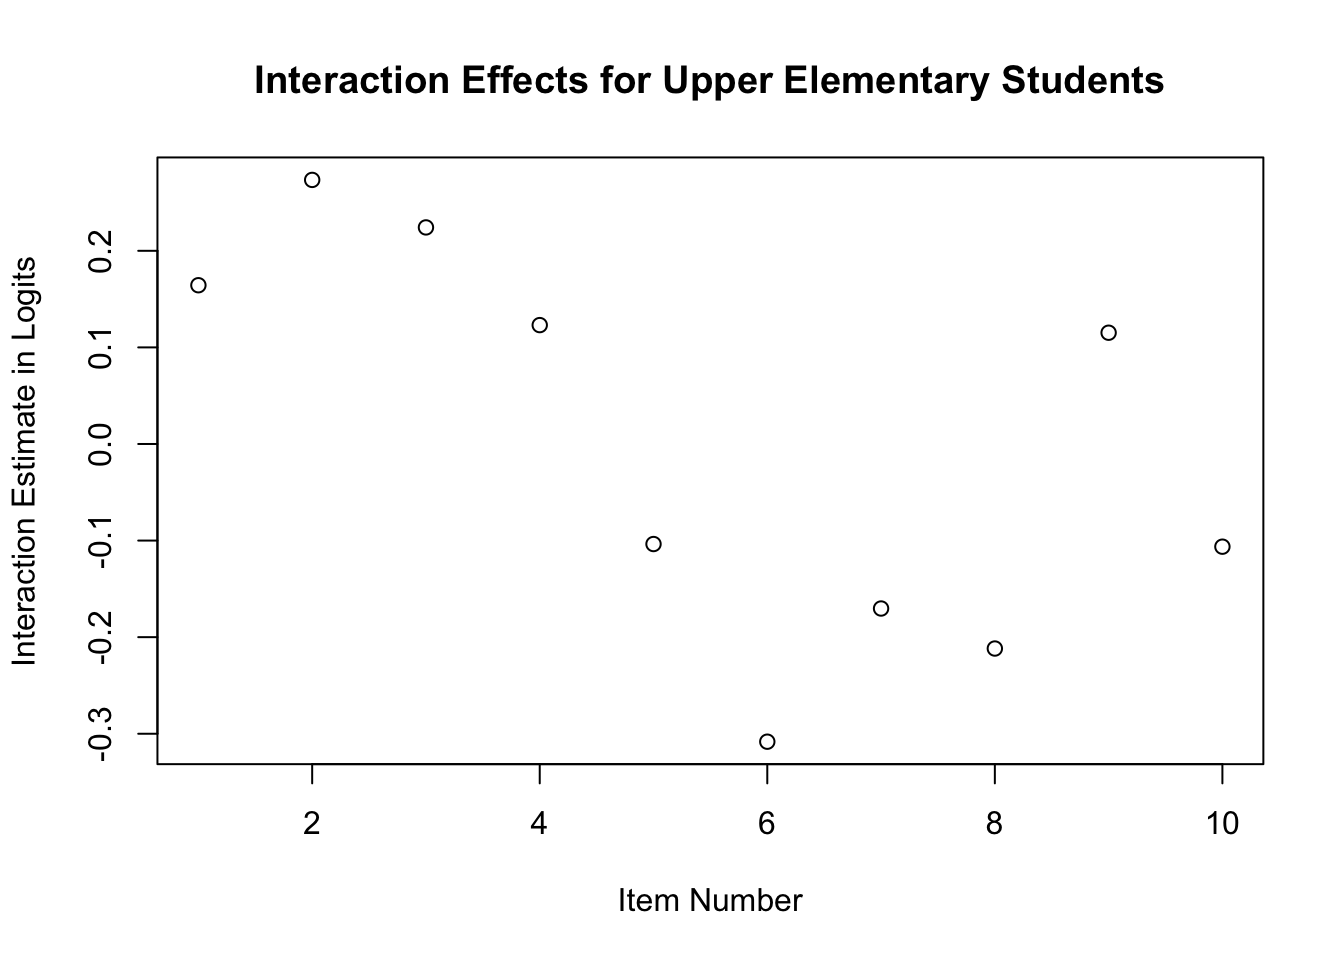 Interaction Effects for Upper Elementary Students
Interaction Estimate in Logits
0.2
0.1
0.0
-0.1
-0.2
-0.3
2 4 6 8 10
Item Number